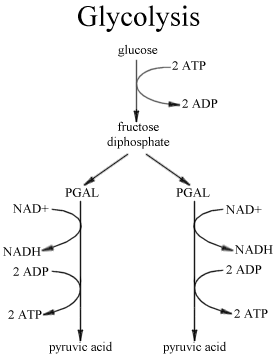 Glycolysis
glucose
2 ATP
2 ADP
fructose
diphosphate
PGAL
PGAL
NAD+
NAD+
NADH
NADH
2 ADP
2 ADP
2 ATP
2 ATP
pyruvic acid
pyruvic acid